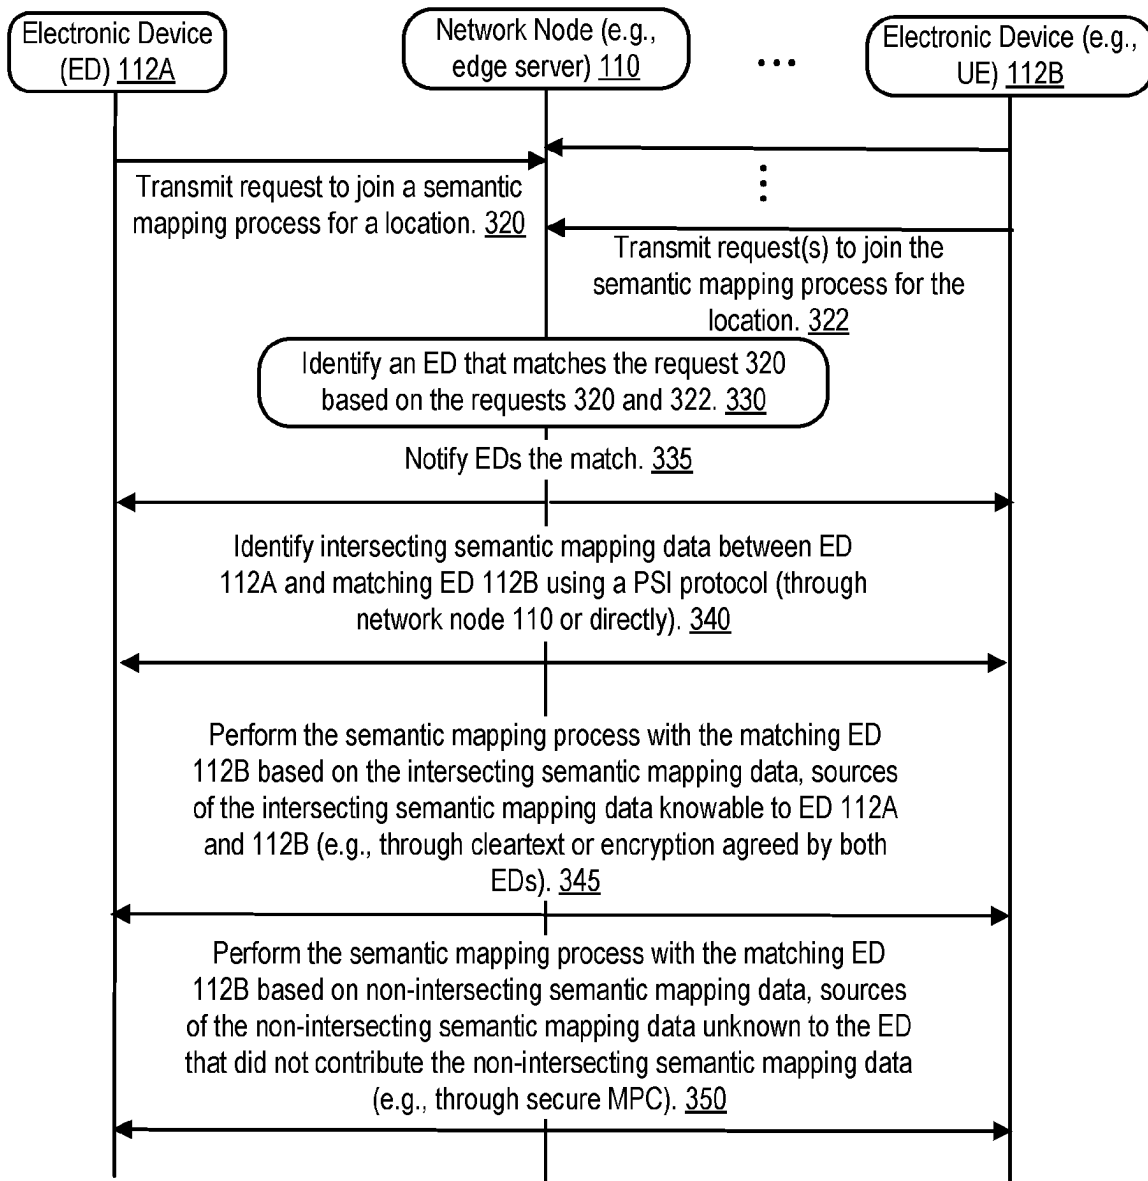 Electronic Device
(ED) 112A
Network Node (e.g.,
edge server) 110
...
Electronic Device (e.g.,
UE) 112B
Transmit request to join a semantic
mapping process for a location. 320
Transmit request(s) to join the
semantic mapping process for the
location. 322
Identify an ED that matches the request 320
based on the requests 320 and 322. 330
Notify EDs the match. 335
Identify intersecting semantic mapping data between ED
112A and matching ED 112B using a PSI protocol (through
network node 110 or directly). 340
Perform the semantic mapping process with the matching ED
112B based on the intersecting semantic mapping data, sources
of the intersecting semantic mapping data knowable to ED 112A
and 112B (e.g., through cleartext or encryption agreed by both
EDs). 345
Perform the semantic mapping process with the matching ED
112B based on non-intersecting semantic mapping data, sources
of the non-intersecting semantic mapping data unknown to the ED
that did not contribute the non-intersecting semantic mapping data
(e.g., through secure MPC). 350